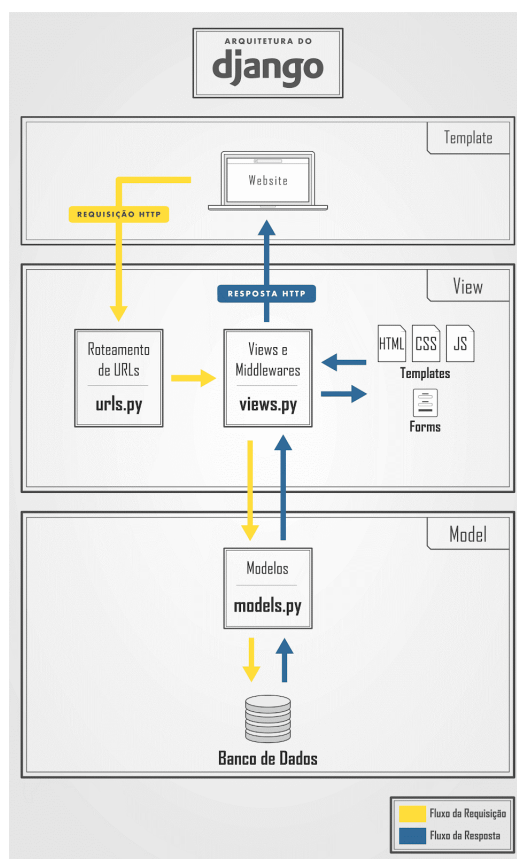 ARQUITETURA DO
django
Template
Website
REQUISIÇÃO HTTP
RESPOSTA HTTP
View
Roteamento
de URLs
urls.py
Views e
Middlewares
views.py
HTML
CSS
JS
Templates
Forms
Model
Modelos
models.py
Banco de Dados
Fluxo da Requisição
Fluxo da Resposta